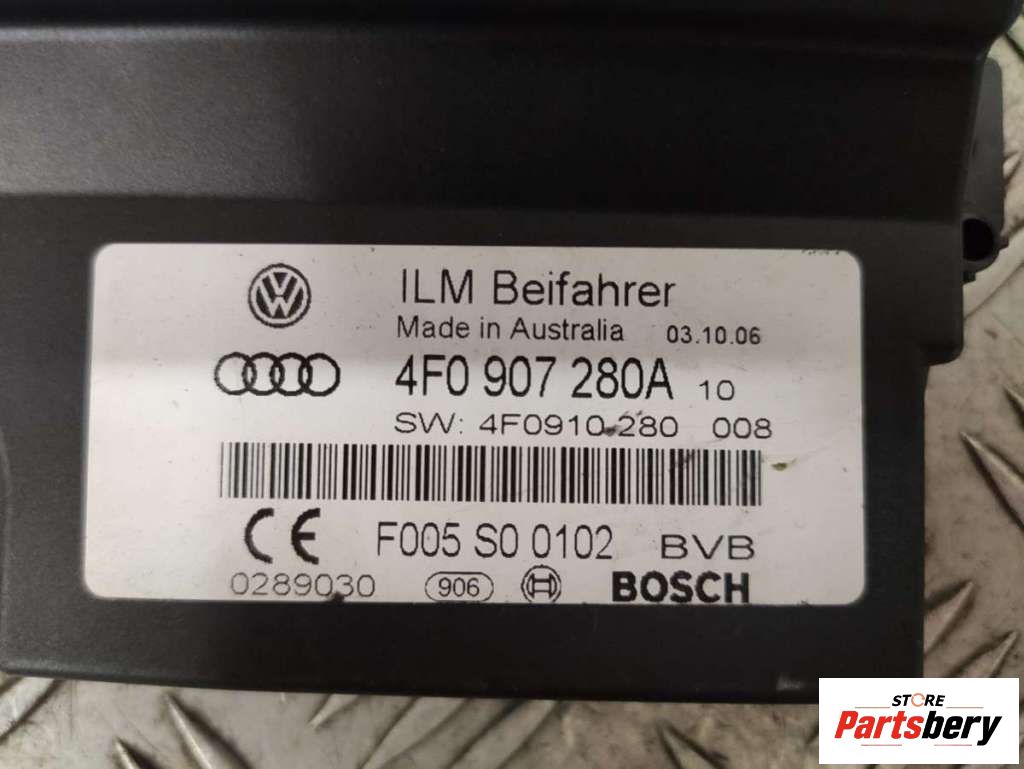 ILM Beifahrer
Made in Australia 03.10.06
4F0 907 280A 10
SW: 4F0910 280 008
CE F005 S0 0102 BVB
0289030 906 BOSCH
STORE
Partsbery